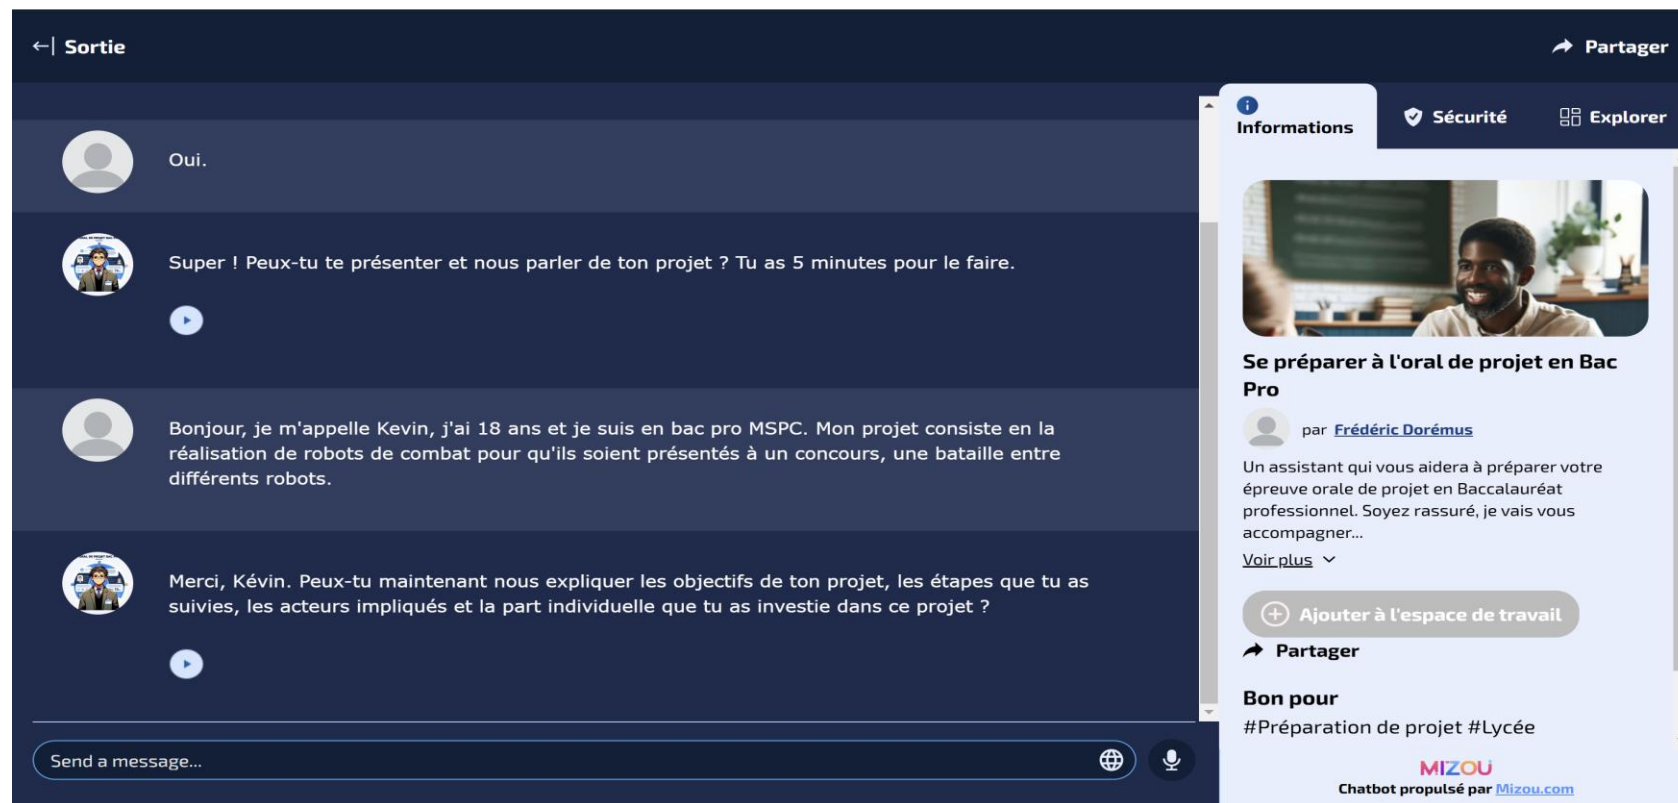 Sortie
Partager
Oui.
Super ! Peux-tu te présenter et nous parler de ton projet ? Tu as 5 minutes pour le faire.
Bonjour, je m'appelle Kevin, j'ai 18 ans et je suis en bac pro MSPC. Mon projet consiste en la
réalisation de robots de combat pour qu'ils soient présentés à un concours, une bataille entre
différents robots.
Merci, Kévin. Peux-tu maintenant nous expliquer les objectifs de ton projet, les étapes que tu as
suivies, les acteurs impliqués et la part individuelle que tu as investie dans ce projet ?
Send a message...
Informations
Sécurité
Explorer
Se préparer à l'oral de projet en Bac
Pro
par Frédéric Dorémus
Un assistant qui vous aidera à préparer votre
épreuve orale de projet en Baccalauréat
professionnel. Soyez rassuré, je vais vous
accompagner...
Voir plus
Ajouter à l'espace de travail
Partager
Bon pour
#Préparation de projet #Lycée
MIZOU
Chatbot propulsé par Mizou.com